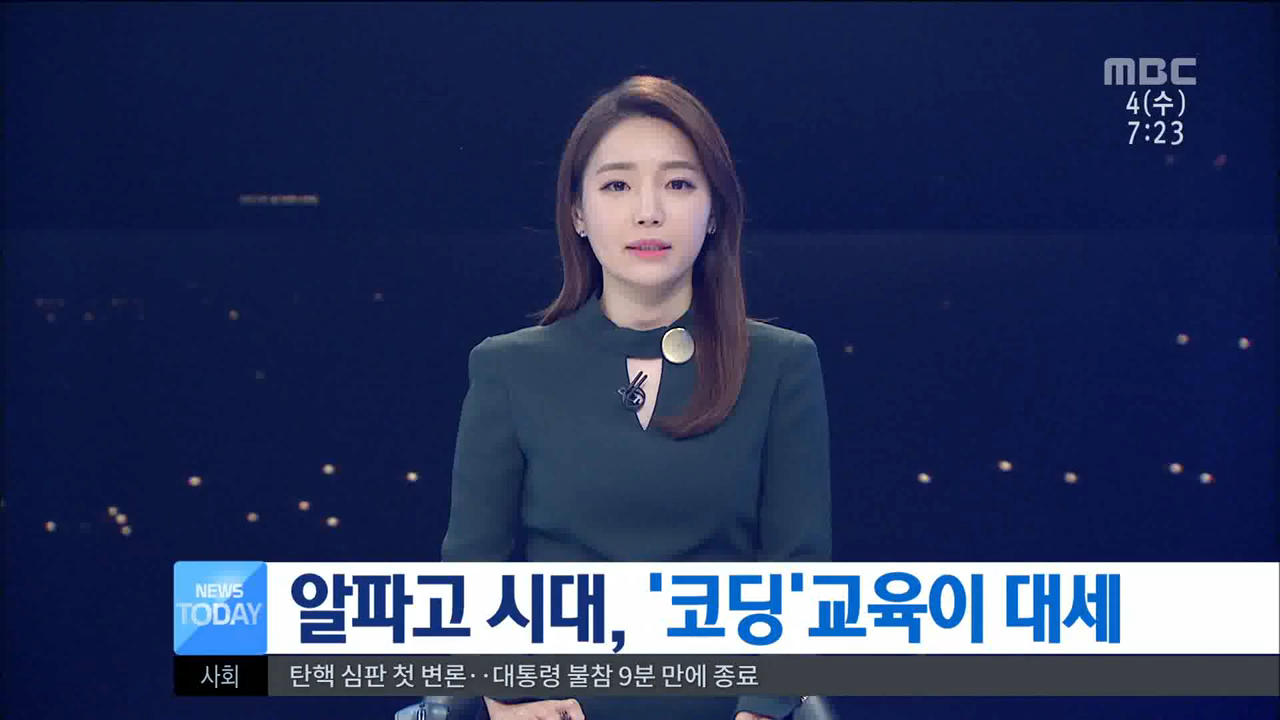 MBC
4(수)
7:23
NEWS
TODAY
알파고 시대, '코딩'교육이 대세
사회
탄핵 심판 첫 변론‥대통령 불참 9분 만에 종료